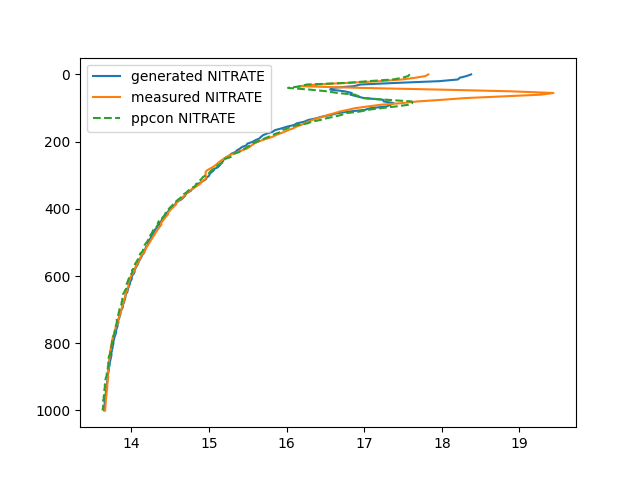 generated NITRATE
measured NITRATE
ppcon NITRATE
0
200
400
600
800
1000
14 15 16 17 18 19